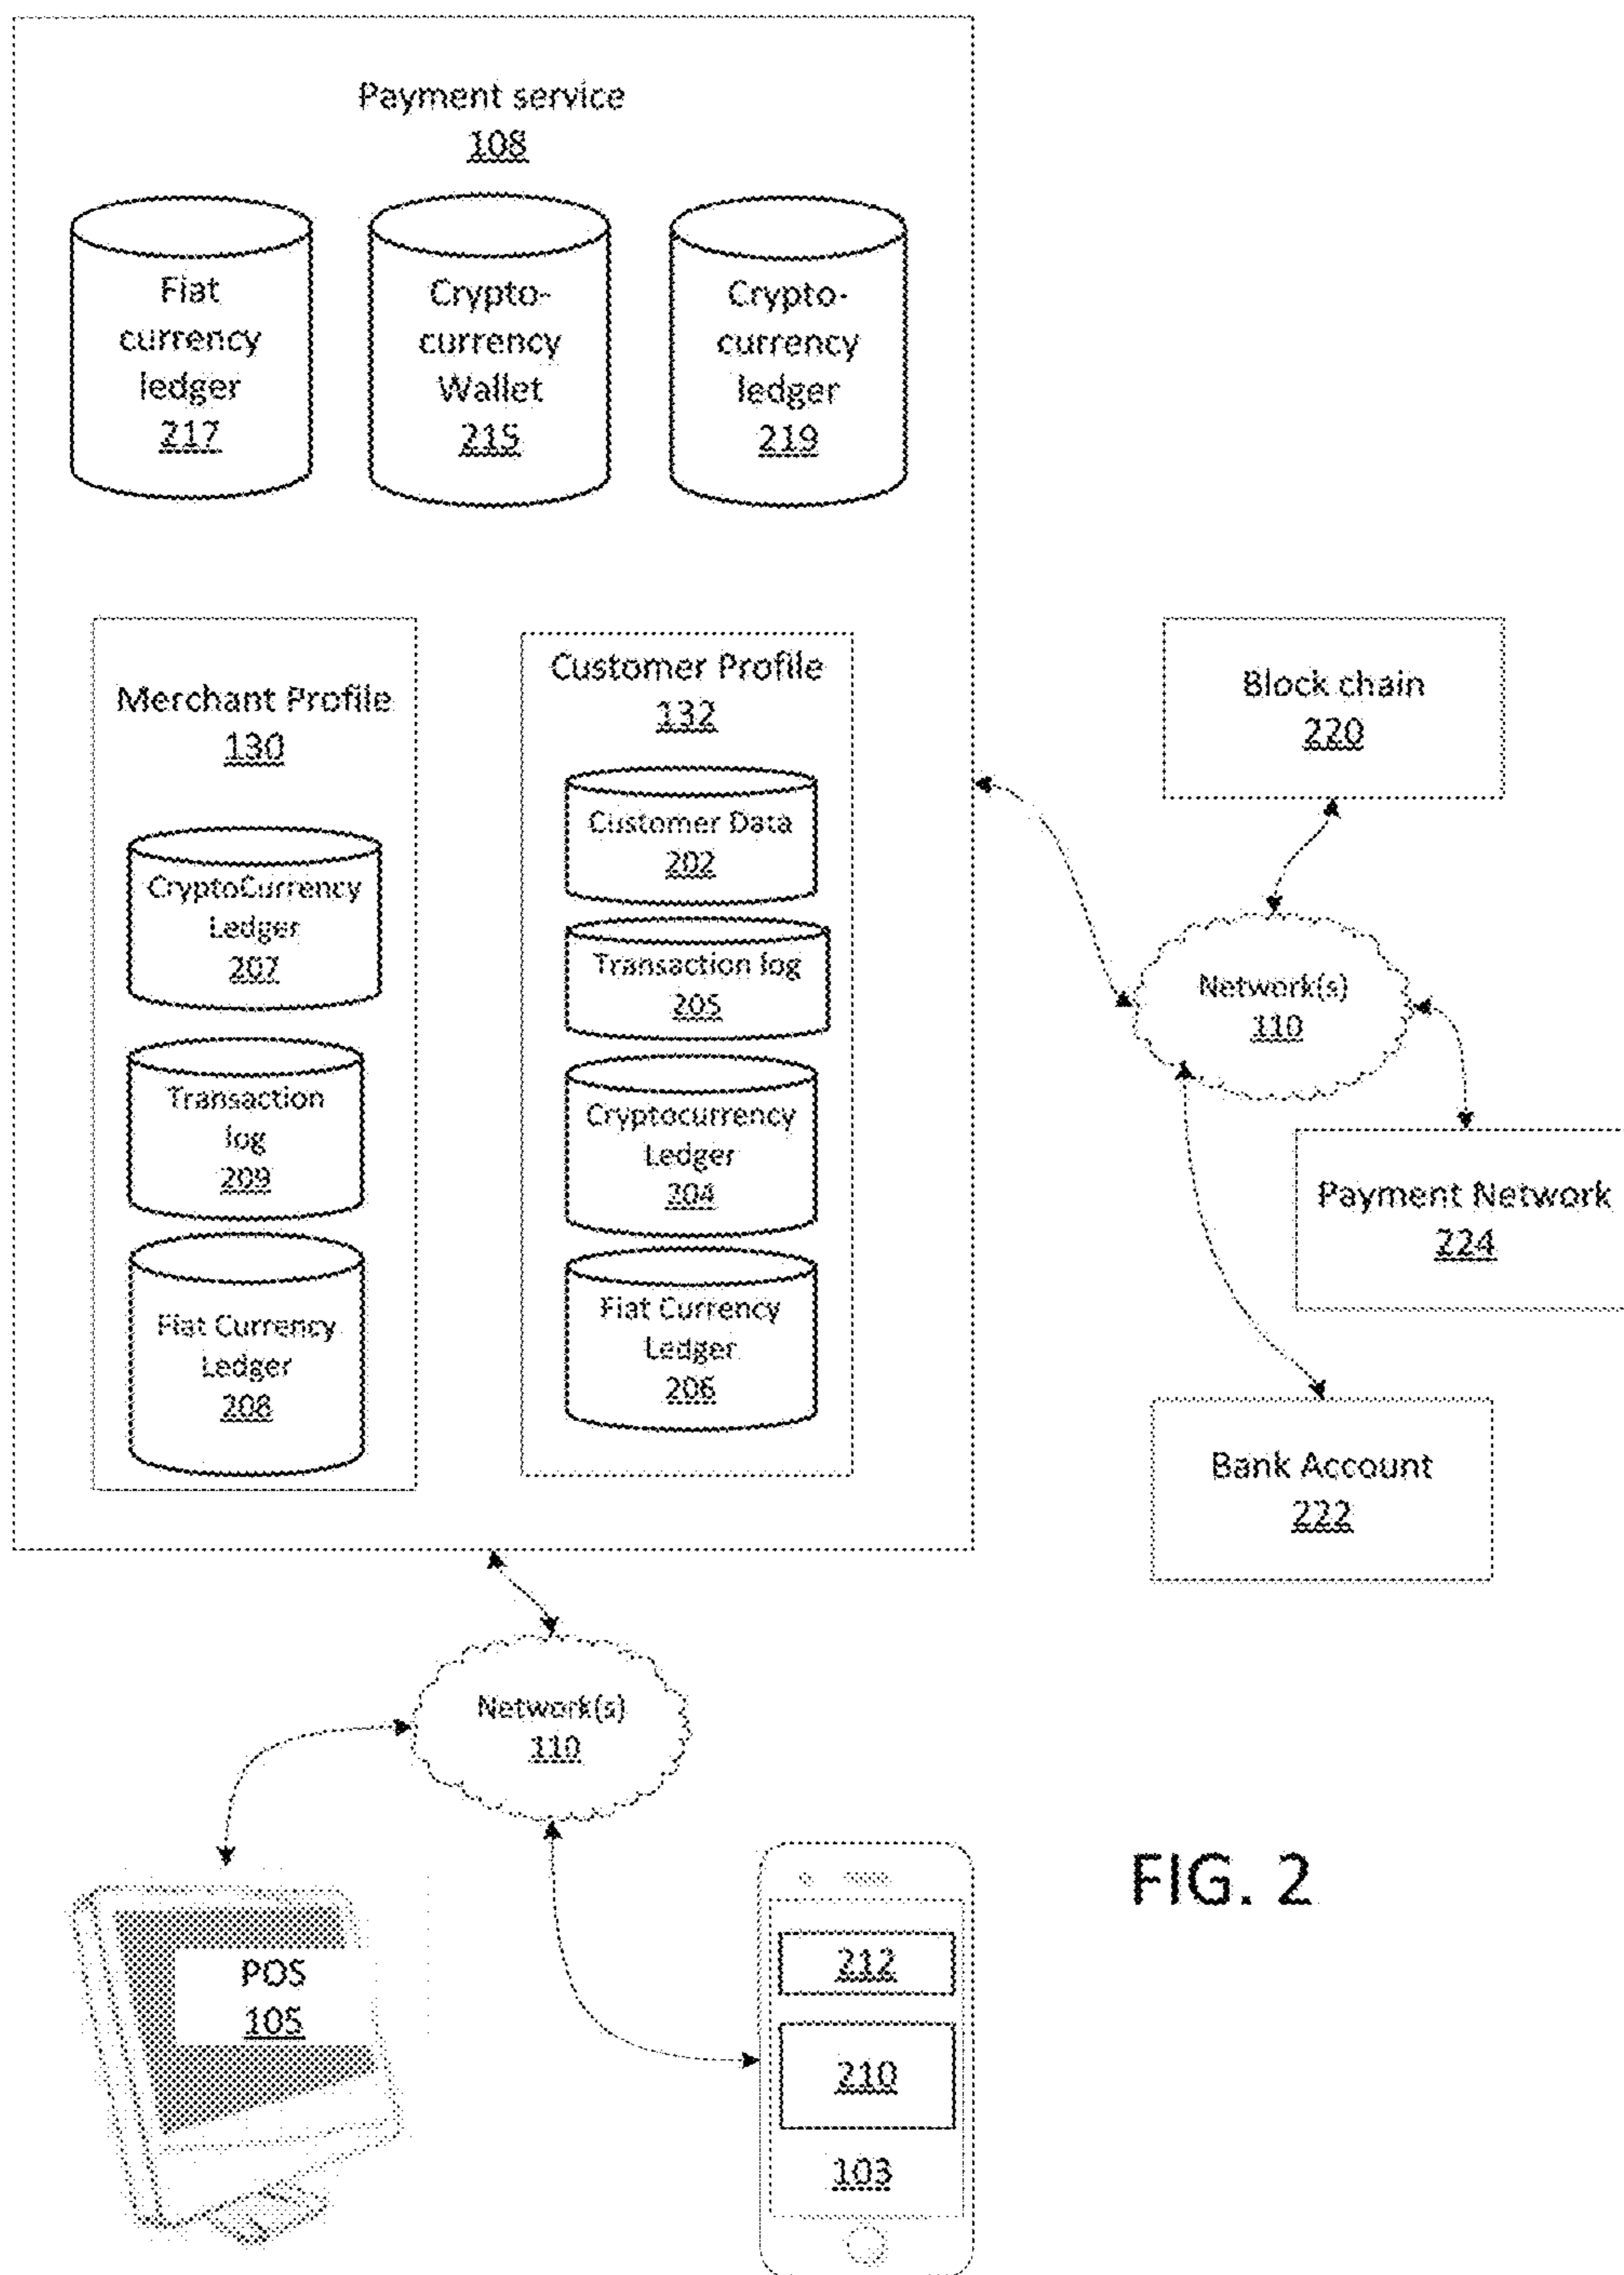 Payment service
108
Fiat
currency
ledger
217
Crypto-
currency
Wallet
215
Crypto-
currency
ledger
219
Merchant Profile
130
CryptoCurrency
Ledger
207
Transaction
log
209
Fiat Currency
Ledger
208
Customer Profile
132
Customer Data
202
Transaction log
205
Cryptocurrency
Ledger
204
Fiat Currency
Ledger
206
Block chain
220
Network(s)
110
Payment Network
224
Bank Account
222
Network(s)
110
POS
105
212
210
103
FIG. 2